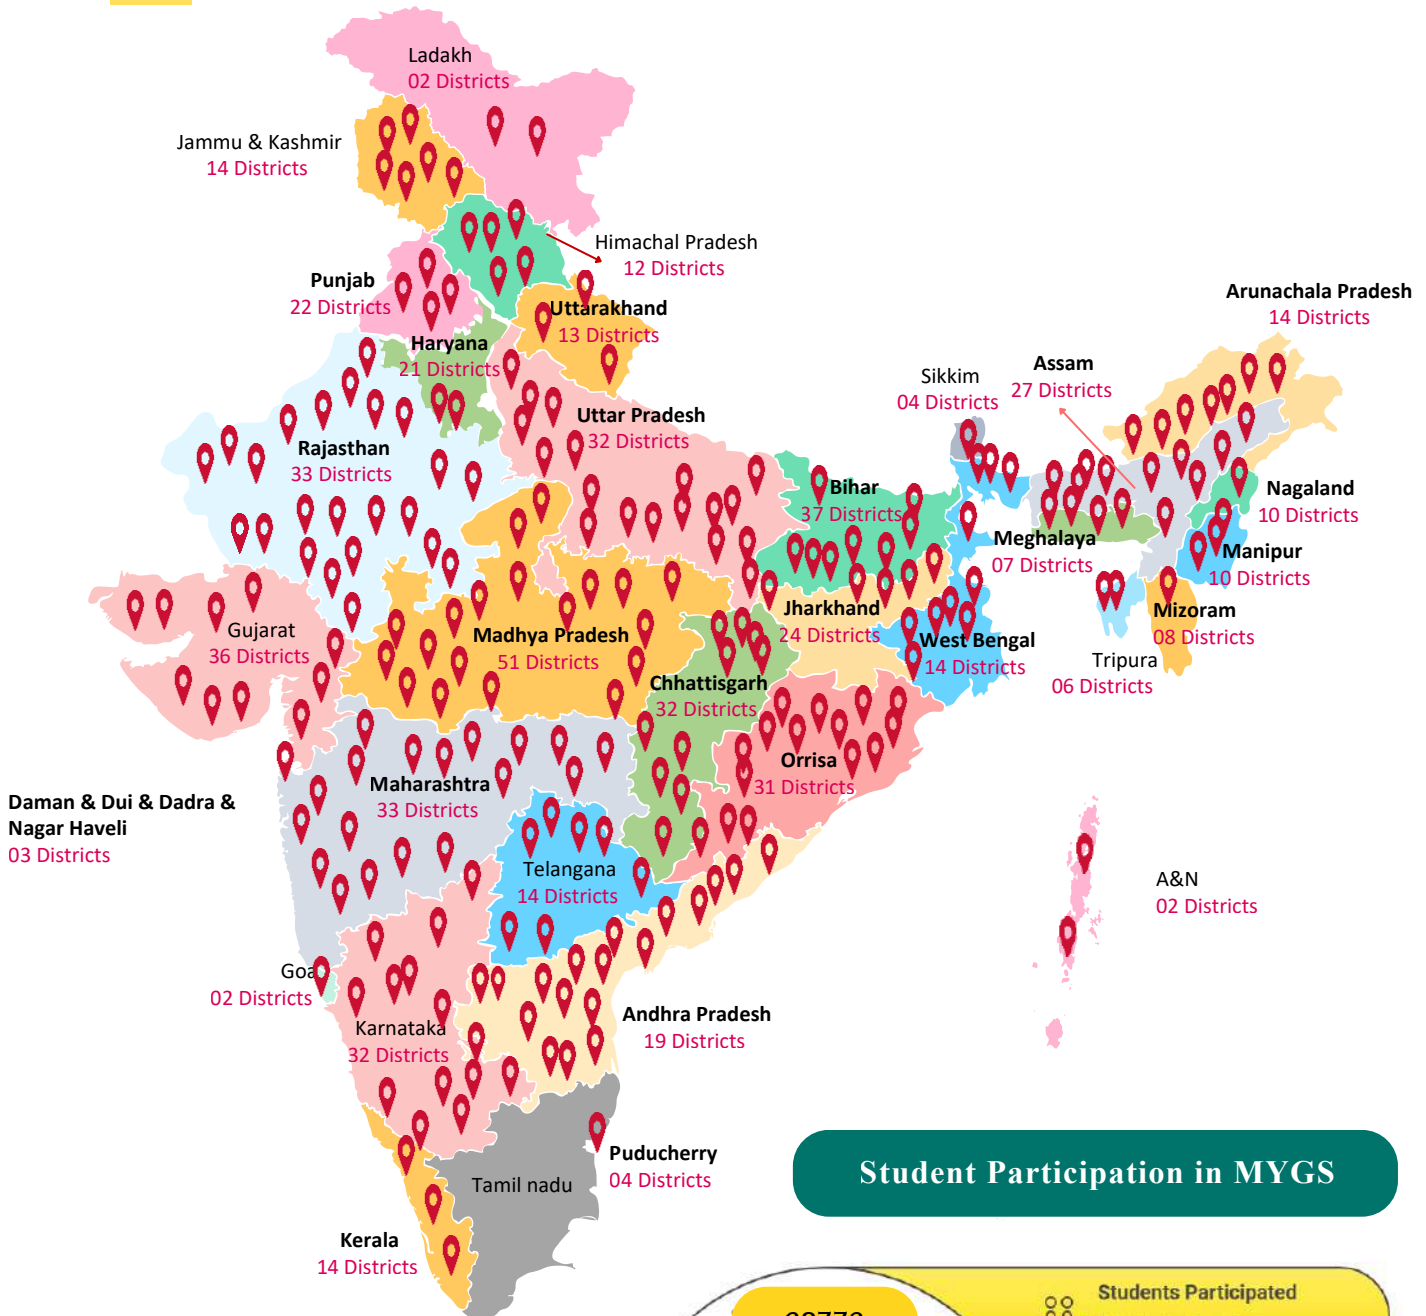 Ladakh
02 Districts
Jammu & Kashmir
14 Districts
Himachal Pradesh
12 Districts
Punjab
22 Districts
Uttarakhand
13 Districts
Haryana
21 Districts
Arunachala Pradesh
14 Districts
Assam
27 Districts
Sikkim
04 Districts
Uttar Pradesh
32 Districts
Rajasthan
33 Districts
Bihar
37 Districts
Nagaland
10 Districts
Meghalaya
07 Districts
Manipur
10 Districts
Mizoram
08 Districts
Tripura
06 Districts
Jharkhand
24 Districts
West Bengal
14 Districts
Gujarat
36 Districts
Madhya Pradesh
51 Districts
Chhattisgarh
32 Districts
Orrisa
31 Districts
Maharashtra
33 Districts
Daman & Dui & Dadra &
Nagar Haveli
03 Districts
Telangana
14 Districts
A&N
02 Districts
Goa
02 Districts
Karnataka
32 Districts
Andhra Pradesh
19 Districts
Puducherry
04 Districts
Tamil nadu
Kerala
14 Districts
Student Participation in MYGS
Students Participated